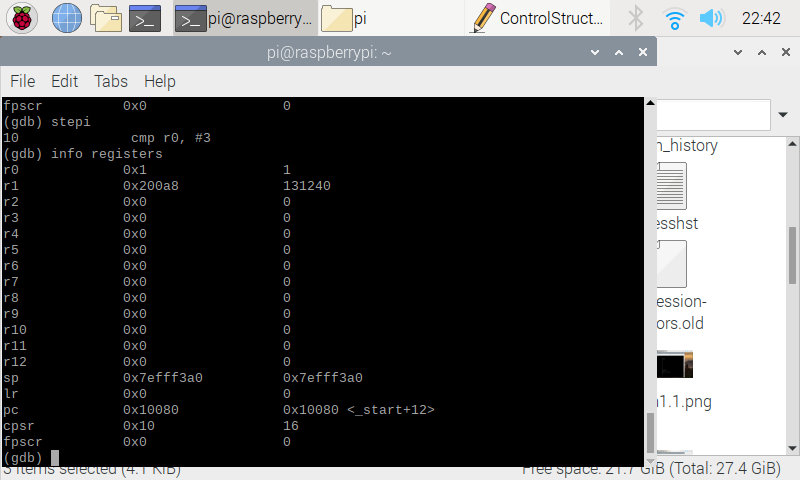 pi@raspberry...
pi
ControlStruct...
22:42
pi@raspberrypi: ~
File Edit Tabs Help
fpscr 0x0 0
(gdb) stepi
10 cmp r0, #3
(gdb) info registers
r0 0x1 1
r1 0x200a8 131240
r2 0x0 0
r3 0x0 0
r4 0x0 0
r5 0x0 0
r6 0x0 0
r7 0x0 0
r8 0x0 0
r9 0x0 0
r10 0x0 0
r11 0x0 0
r12 0x0 0
sp 0x7efff3a0 0x7efff3a0
lr 0x0 0
pc 0x10080 0x10080 <_start+12>
cpsr 0x10 16
fpscr 0x0 0
(gdb)
_history
esshst
ession-
ors.old
1.1.png
3 items selected (4.1 KiB)
Free space: 21.7 GiB (Total: 27.4 GiB)